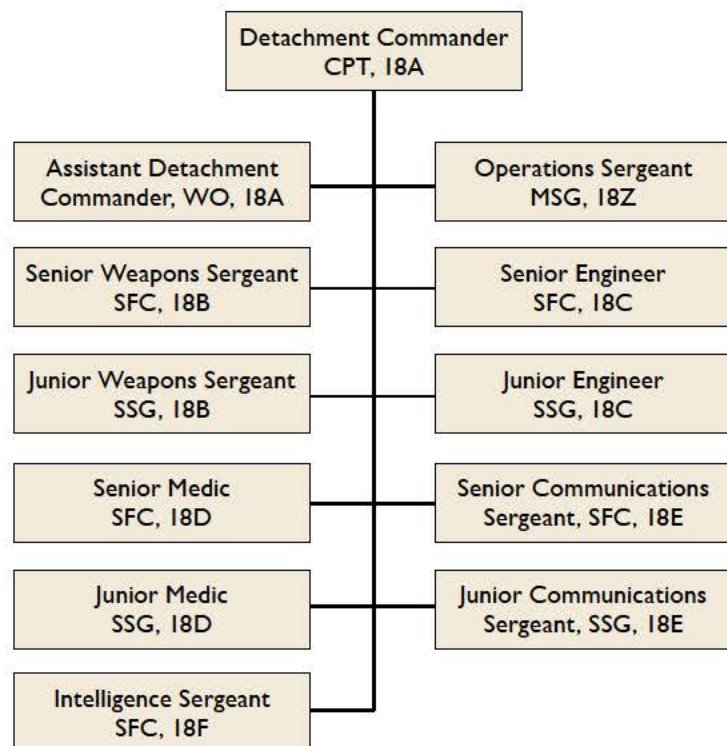 Detachment Commander
CPT, 18A
Assistant Detachment
Commander, WO, 18A
Operations Sergeant
MSG, 18Z
Senior Weapons Sergeant
SFC, 18B
Senior Engineer
SFC, 18C
Junior Weapons Sergeant
SSG, 18B
Junior Engineer
SSG, 18C
Senior Medic
SFC, 18D
Senior Communications
Sergeant, SFC, 18E
Junior Medic
SSG, 18D
Junior Communications
Sergeant, SSG, 18E
Intelligence Sergeant
SFC, 18F